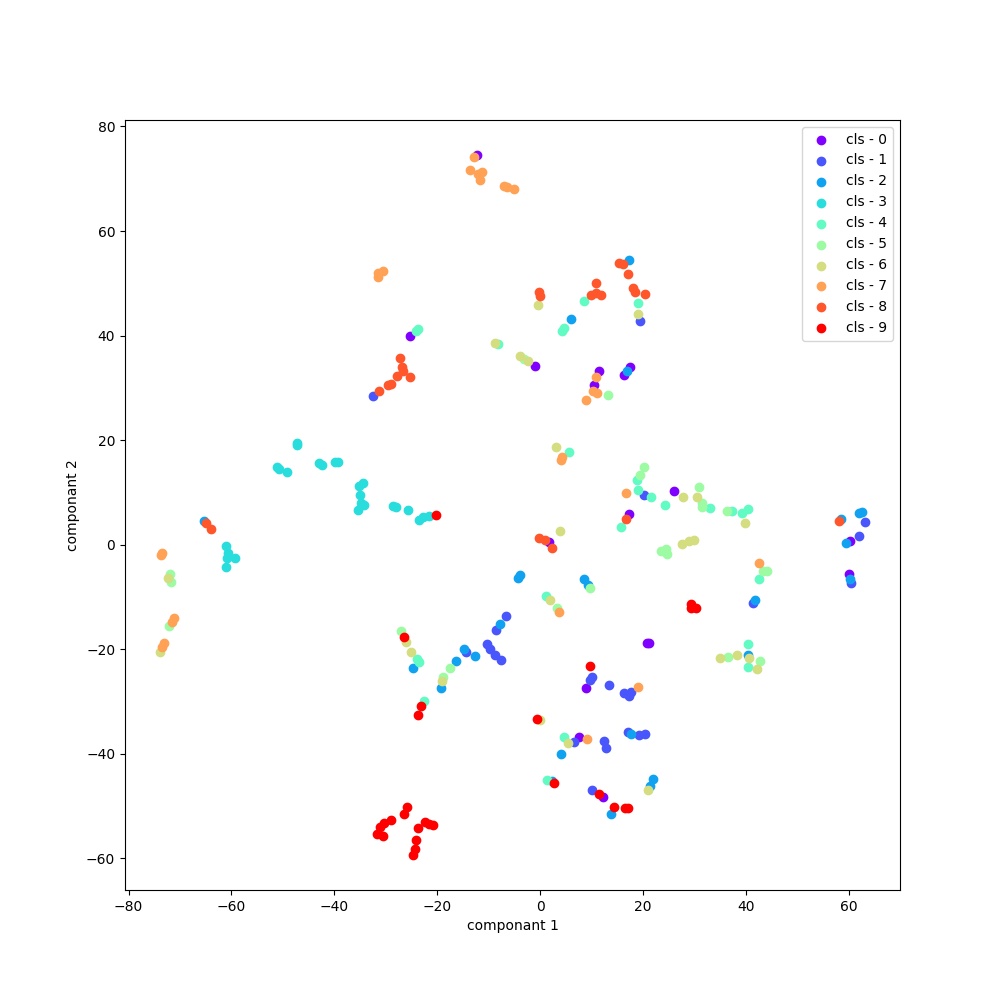 80
60
40
20
0
−20
−40
−60
componant 2
−80 −60 −40 −20 0 20 40 60
componant 1
cls - 0
cls - 1
cls - 2
cls - 3
cls - 4
cls - 5
cls - 6
cls - 7
cls - 8
cls - 9